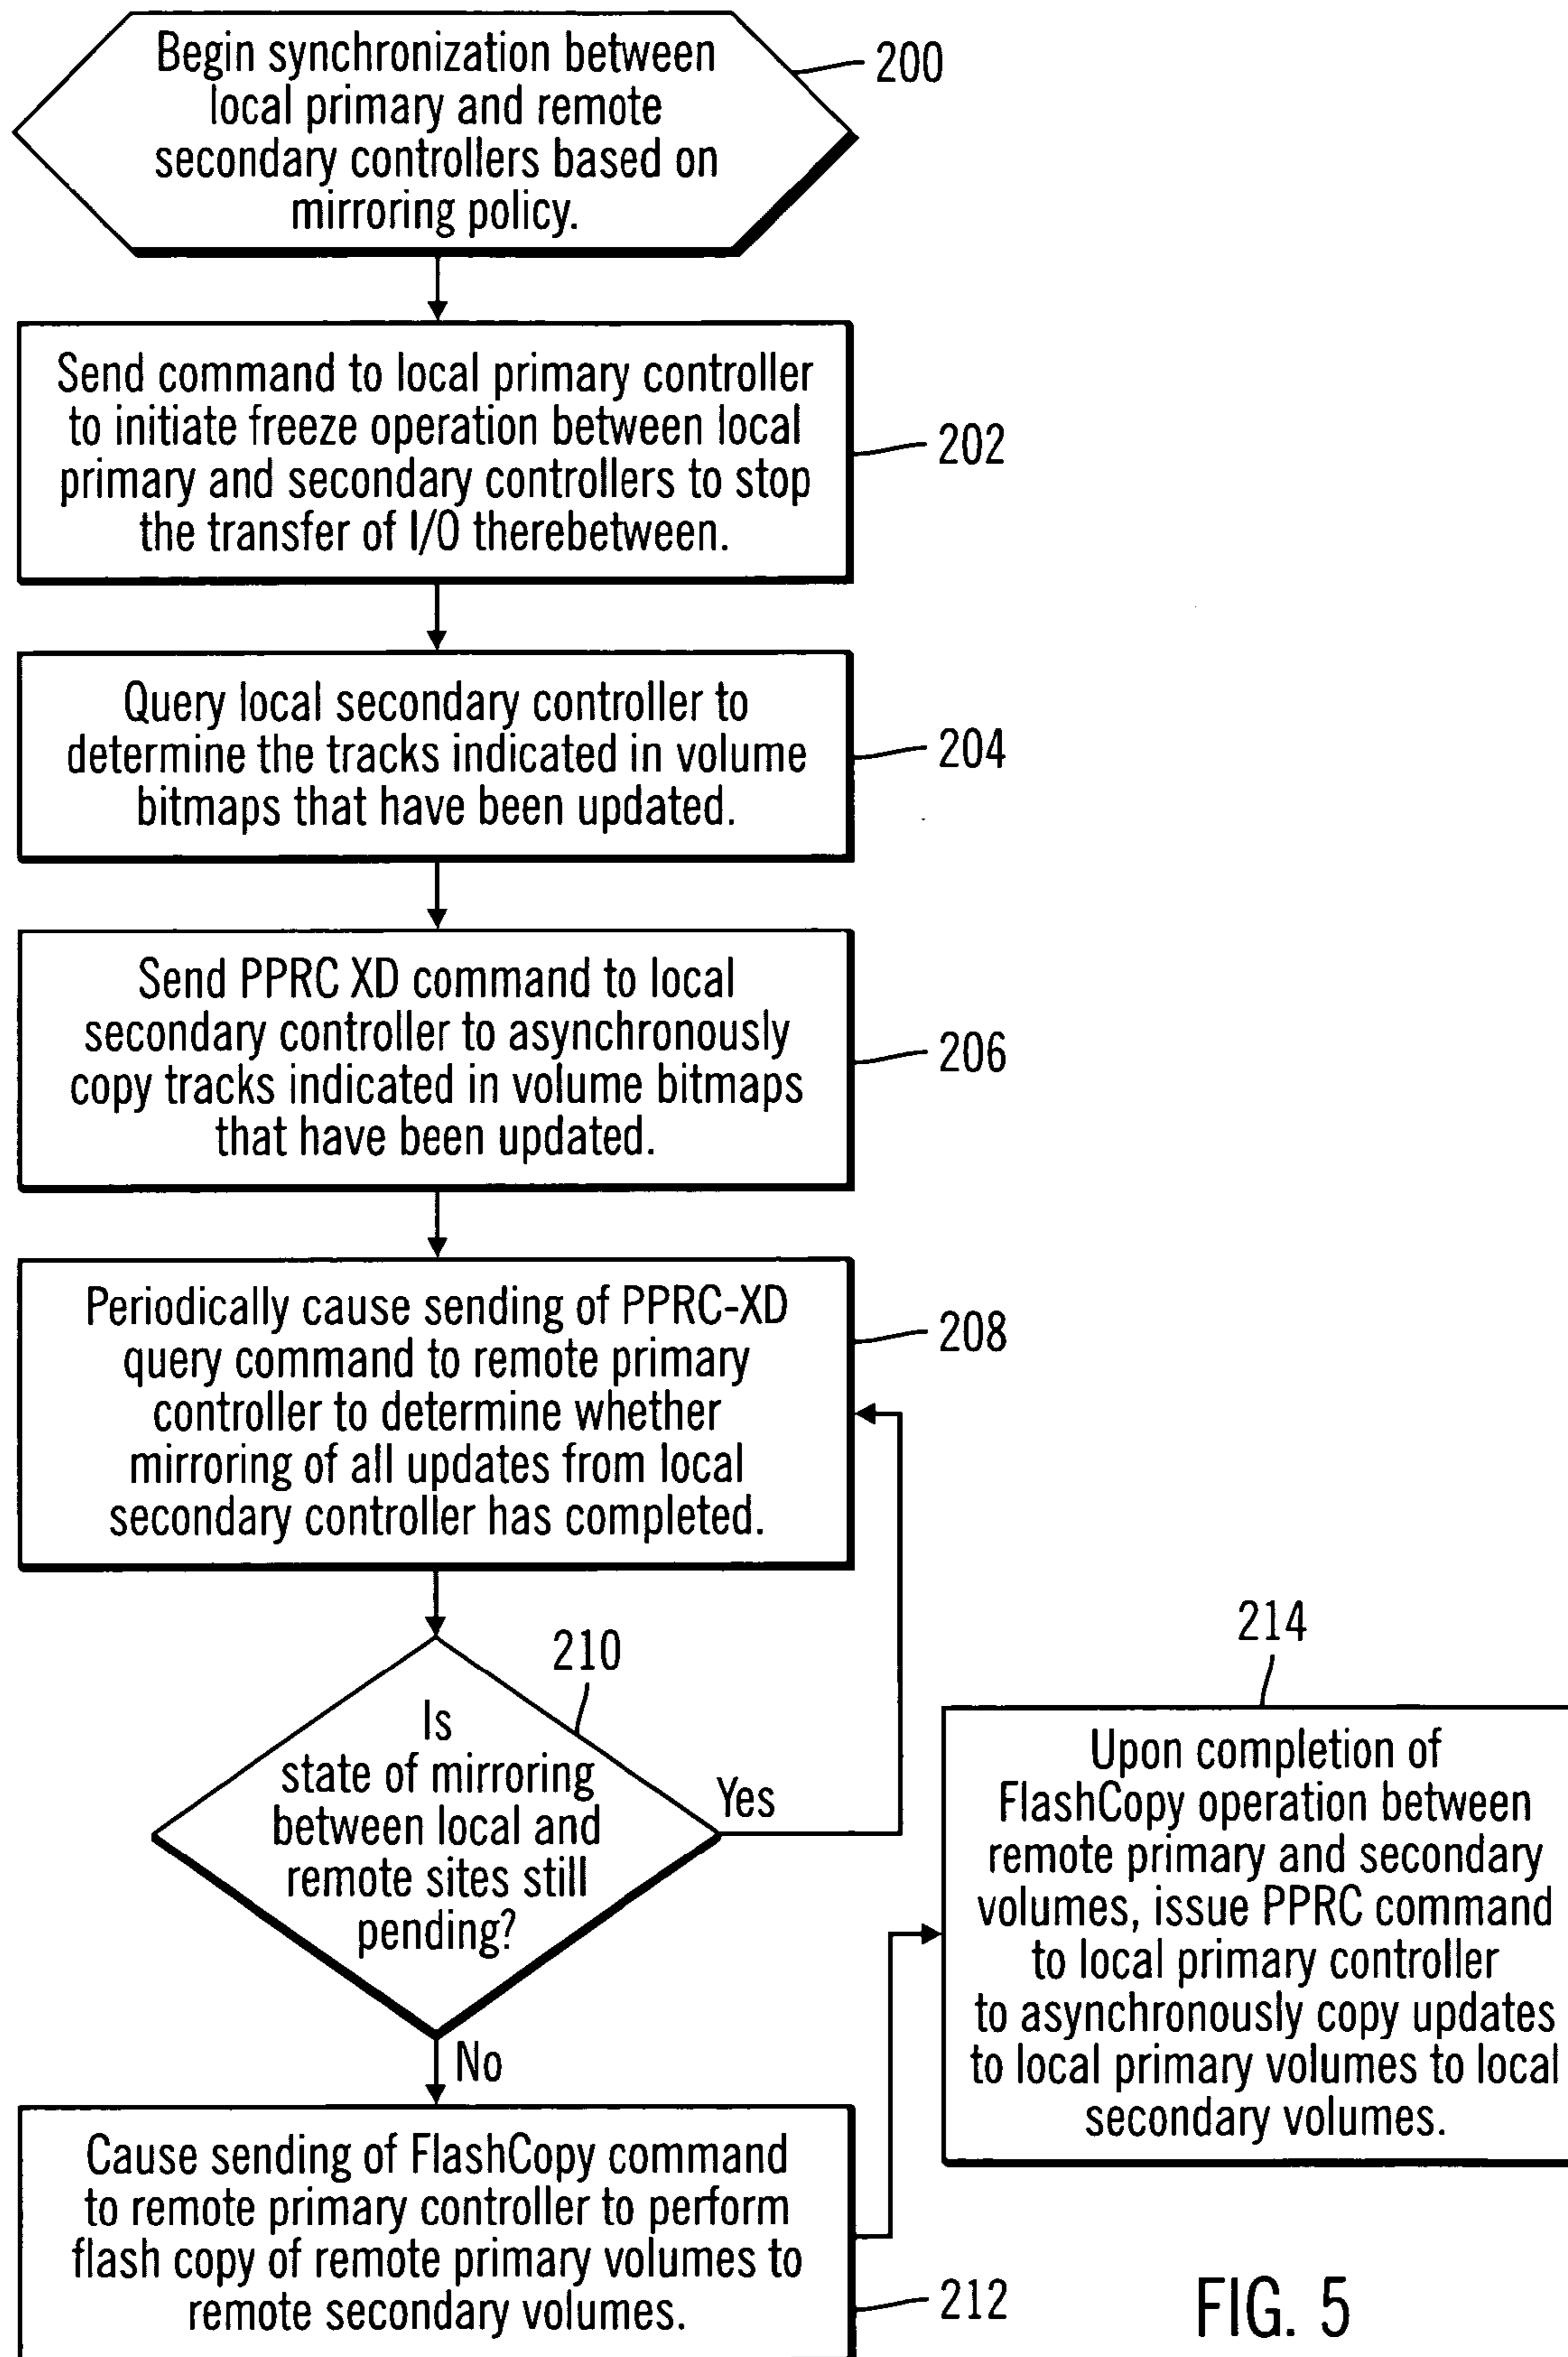 Begin synchronization between
local primary and remote
secondary controllers based on
mirroring policy.
200
Send command to local primary controller
to initiate freeze operation between local
primary and secondary controllers to stop
the transfer of I/O therebetween.
202
Query local secondary controller to
determine the tracks indicated in volume
bitmaps that have been updated.
204
Send PPRC XD command to local
secondary controller to asynchronously
copy tracks indicated in volume bitmaps
that have been updated.
206
Periodically cause sending of PPRC-XD
query command to remote primary
controller to determine whether
mirroring of all updates from local
secondary controller has completed.
208
210
Is
state of mirroring
between local and
remote sites still
pending?
Yes
No
Cause sending of FlashCopy command
to remote primary controller to perform
flash copy of remote primary volumes to
remote secondary volumes.
212
214
Upon completion of
FlashCopy operation between
remote primary and secondary
volumes, issue PPRC command
to local primary controller
to asynchronously copy updates
to local primary volumes to local
secondary volumes.
FIG. 5